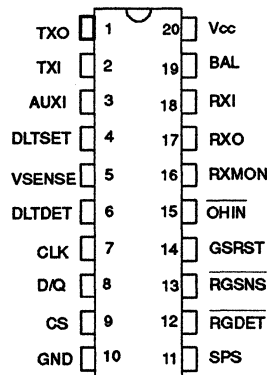 TXO 1 20 Vcc
TXI 2 19 BAL
AUXI 3 18 RXI
DLTSET 4 17 RXO
VSENSE 5 16 RXMON
DLTDET 6 15 OHIN
CLK 7 14 GSRST
D/Q 8 13 RGSNS
CS 9 12 RGDET
GND 10 11 SPS